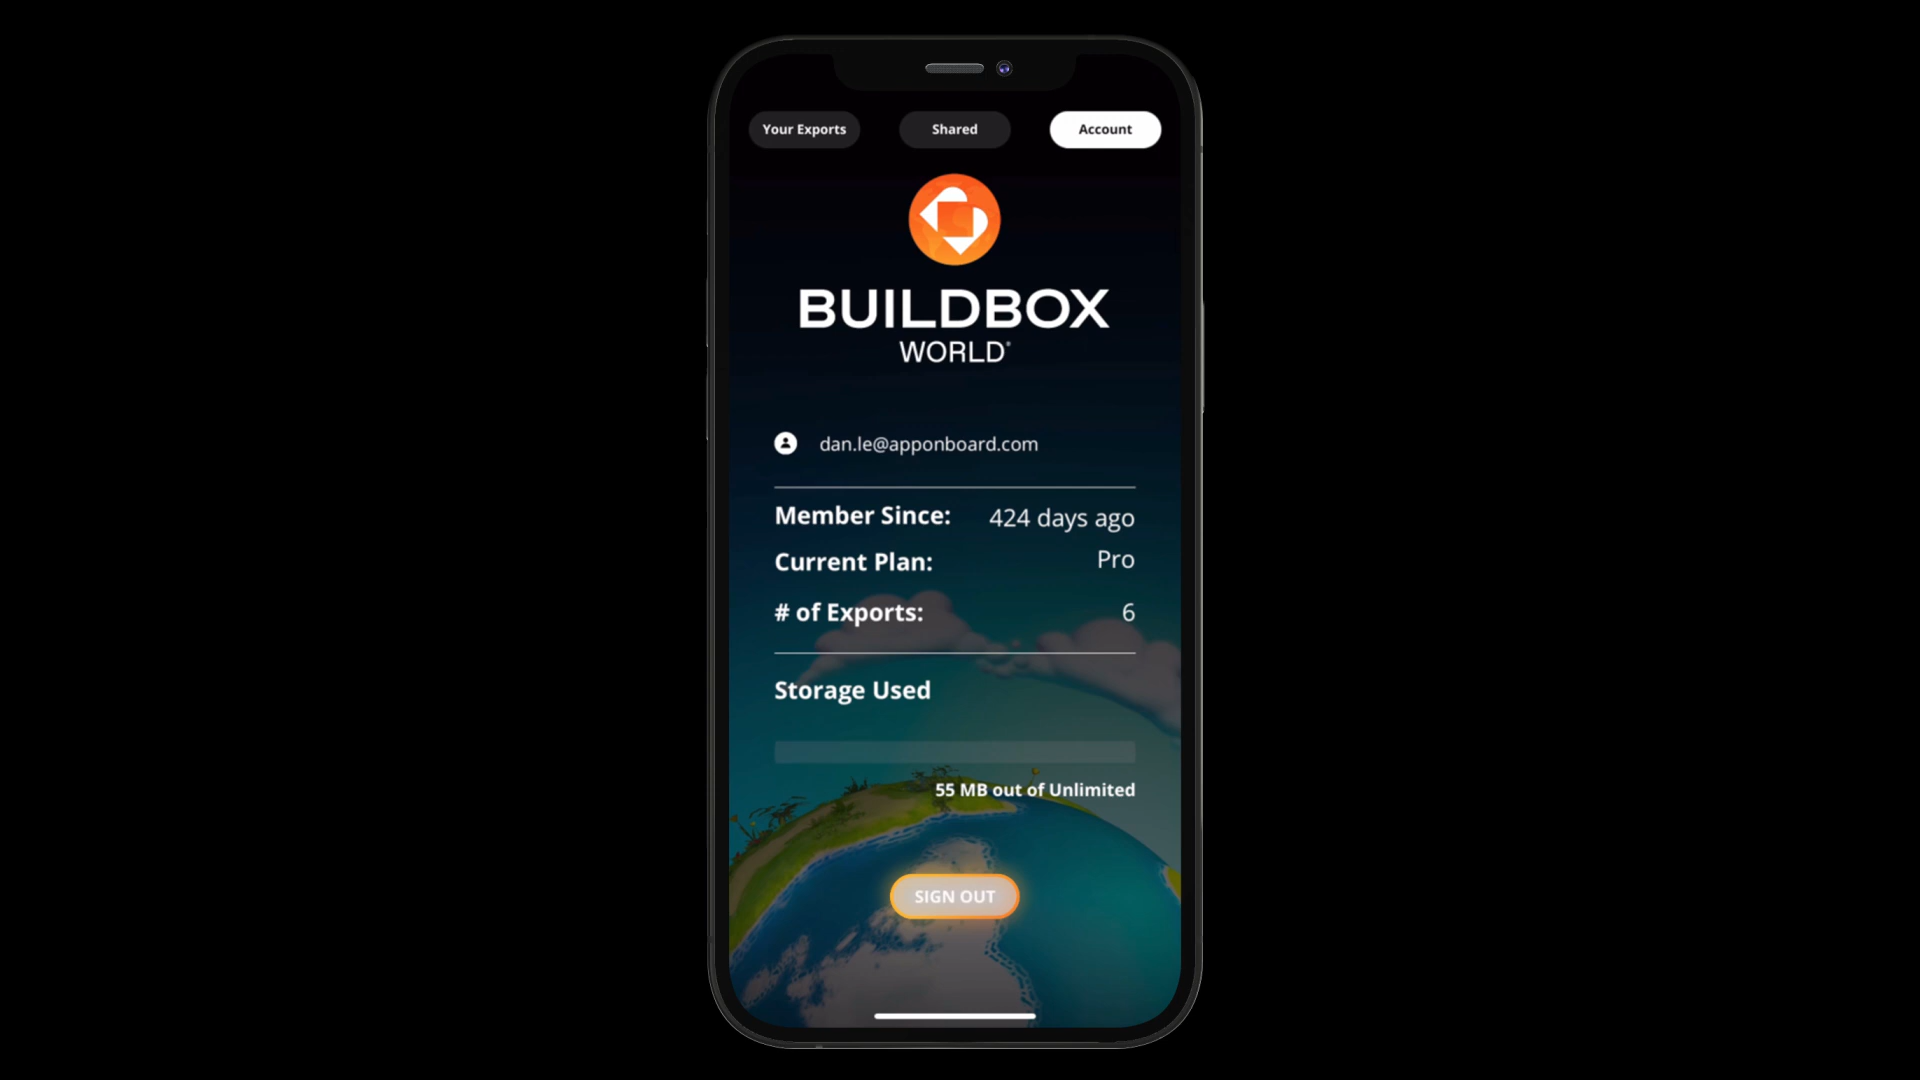 Your Exports
Shared
Account
BUILDBOX
WORLD®
dan.le@apponboard.com
Member Since: 424 days ago
Current Plan: Pro
# of Exports: 6
Storage Used
55 MB out of Unlimited
SIGN OUT